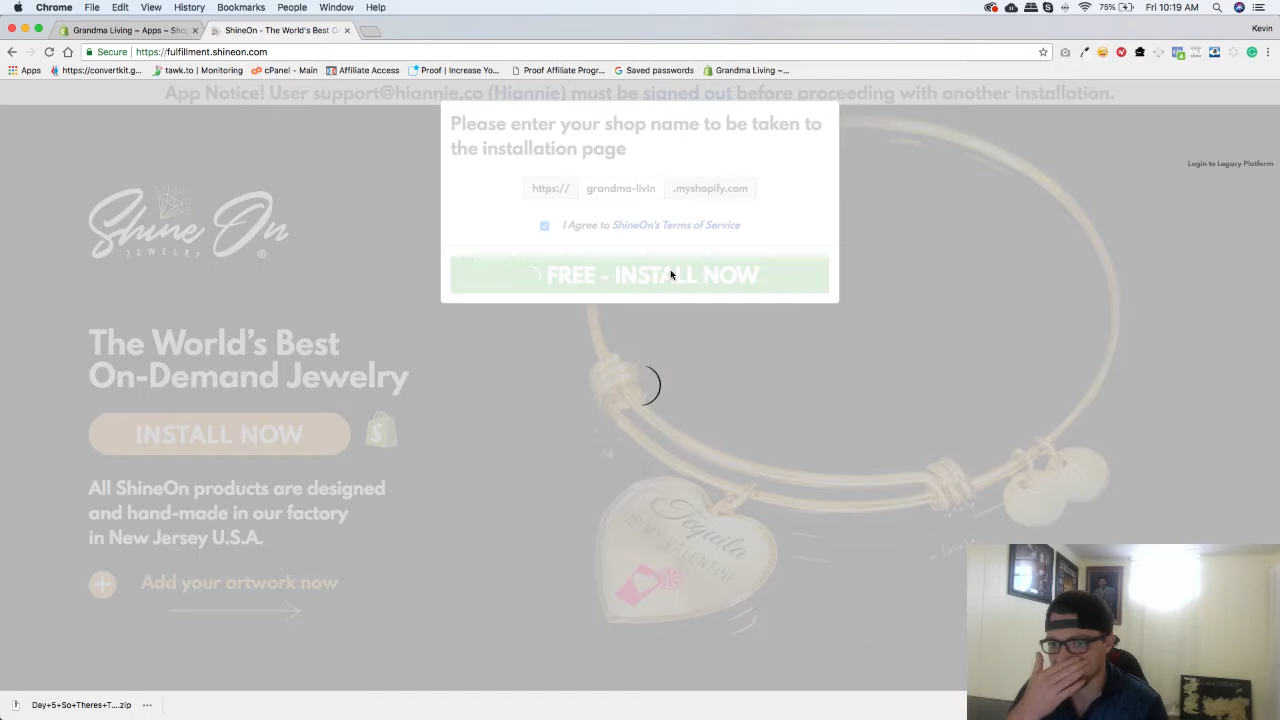 Chrome File Edit View History Bookmarks People Window Help 75% Fri 10:19 AM
Grandma Living ~ Apps ~ Sho ShineOn - The World's Best O Kevin
Secure https://fulfillment.shineon.com
Apps https://convertkit.g... tawk.to | Monitoring cPanel - Main Affiliate Access Proof | Increase Yo... Proof Affiliate Progr... Saved passwords Grandma Living ~...
App Notice! User support@hiannie.co (Hiannie) must be signed out before proceeding with another installation.
Please enter your shop name to be taken to
the installation page
Login to Legacy Platform
https:// grandma-livin .myshopify.com
I Agree to ShineOn's Terms of Service
FREE - INSTALL NOW
Shine On
JEWELRY ®
The World's Best
On-Demand Jewelry
INSTALL NOW
All ShineOn products are designed
and hand-made in our factory
in New Jersey U.S.A.
Add your artwork now
Tequila
IS MY VALENTINE
Day+5+So+Theres+T....zip